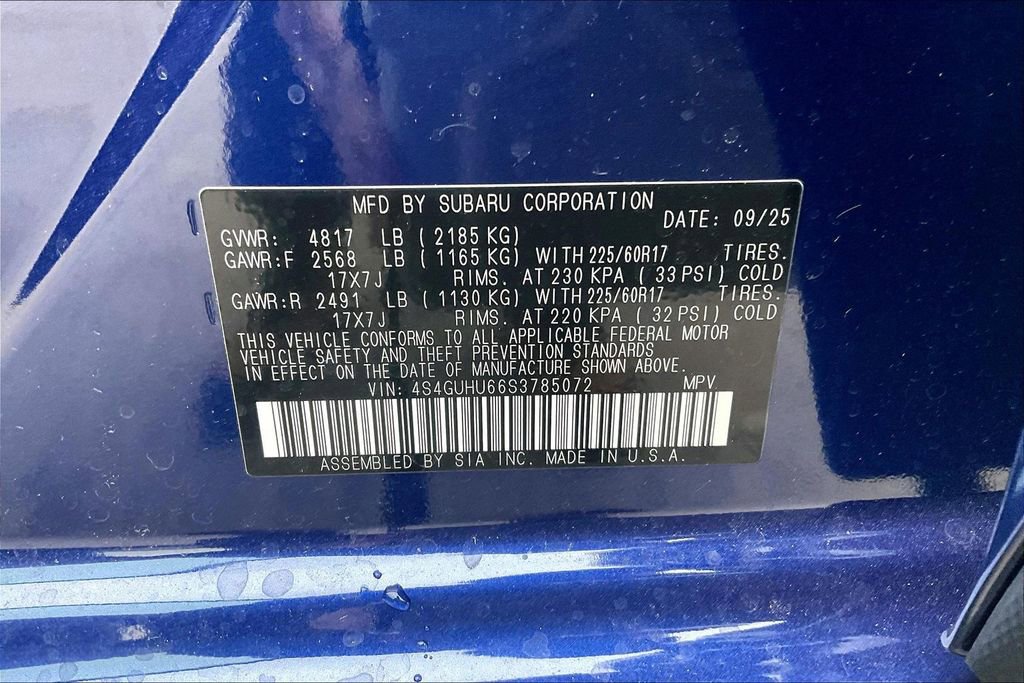 MFD BY SUBARU CORPORATION
DATE: 09/25
GVWR: 4817 LB (2185 KG)
GAWR:F 2568 LB (1165 KG) WITH 225/60R17 TIRES.
17X7J RIMS. AT 230 KPA (33 PSI) COLD
GAWR:R 2491 LB (1130 KG) WITH 225/60R17 TIRES.
17X7J RIMS. AT 220 KPA (32 PSI) COLD
THIS VEHICLE CONFORMS TO ALL APPLICABLE FEDERAL MOTOR
VEHICLE SAFETY AND THEFT PREVENTION STANDARDS
IN EFFECT ON THE DATE OF MANUFACTURE SHOWN ABOVE.
VIN: 4S4GUHU66S3785072 MPV
ASSEMBLED BY SIA INC. MADE IN U.S.A.